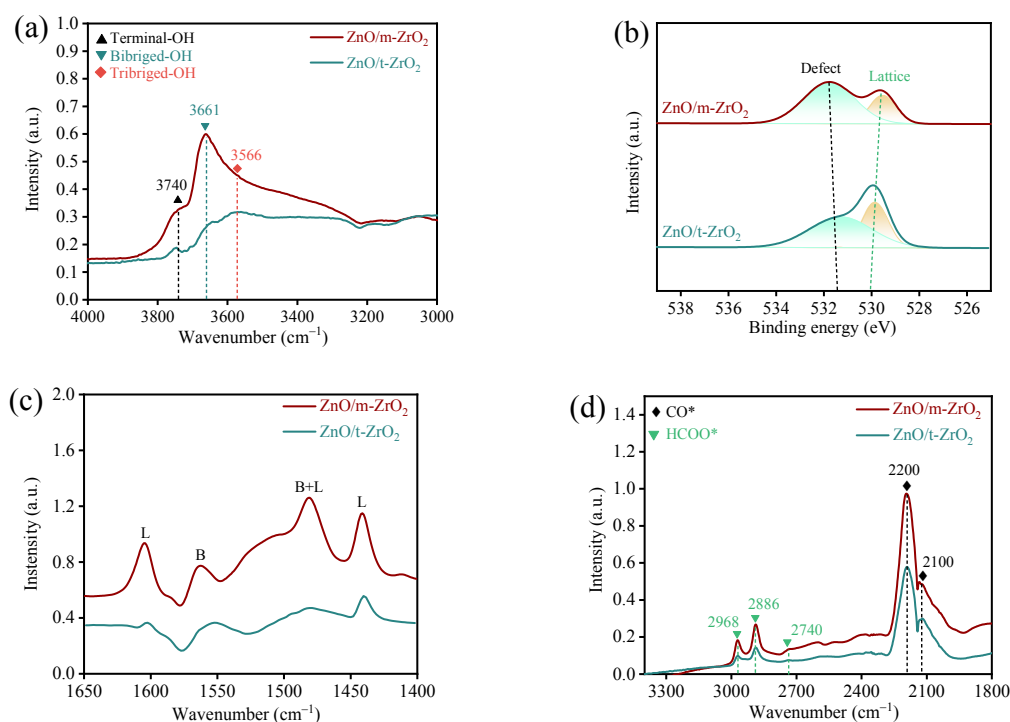 (a)
1.0
0.9
0.8
0.7
0.6
0.5
0.4
0.3
0.2
0.1
0.0
Intensity (a.u.)
Terminal-OH
Bibriged-OH
Tribriged-OH
ZnO/m-ZrO₂
ZnO/t-ZrO₂
3661
3566
3740
4000 3800 3600 3400 3200 3000
Wavenumber (cm⁻¹)
(b)
Intensity (a.u.)
Defect
Lattice
ZnO/m-ZrO₂
ZnO/t-ZrO₂
538 536 534 532 530 528 526
Binding energy (eV)
(c)
2.0
1.6
1.2
0.8
0.4
0.0
Instensity (a.u.)
ZnO/m-ZrO₂
ZnO/t-ZrO₂
B+L
L
L
B
1650 1600 1550 1500 1450 1400
Wavenumber (cm⁻¹)
(d)
1.4
1.2
1.0
0.8
0.6
0.4
0.2
0.0
Intensity (a.u.)
CO*
HCOO*
ZnO/m-ZrO₂
ZnO/t-ZrO₂
2200
2100
2968
2886
2740
3300 3000 2700 2400 2100 1800
Wavenumber (cm⁻¹)